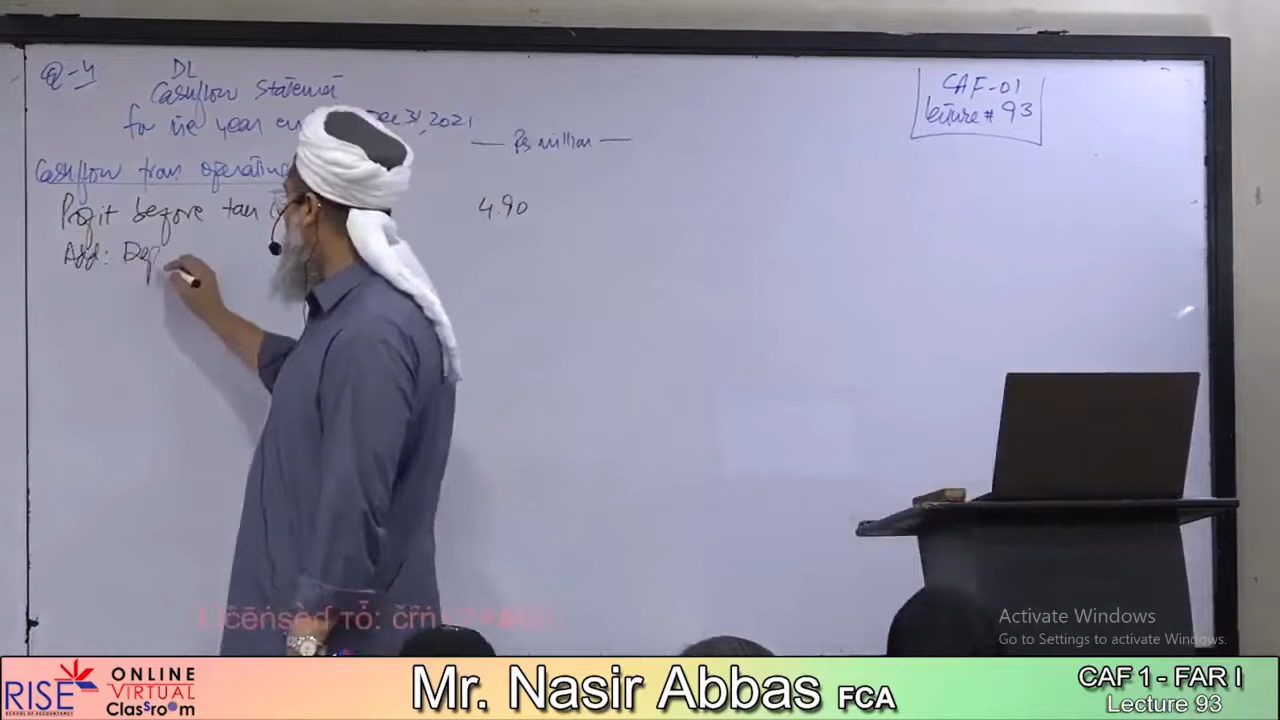 Q-4 DL
Cashflow Statement
for the year en Dec 31, 2021
Rs million
Cashflow from operating
Profit before tax 4.90
Add: Dep
CAF-01
Lecture # 93
Licensed To:
Activate Windows
Go to Settings to activate Windows.
RISE
SCHOOL OF ACCOUNTANCY
ONLINE
VIRTUAL
ClassRoom
Mr. Nasir Abbas FCA
CAF 1 - FAR I
Lecture 93